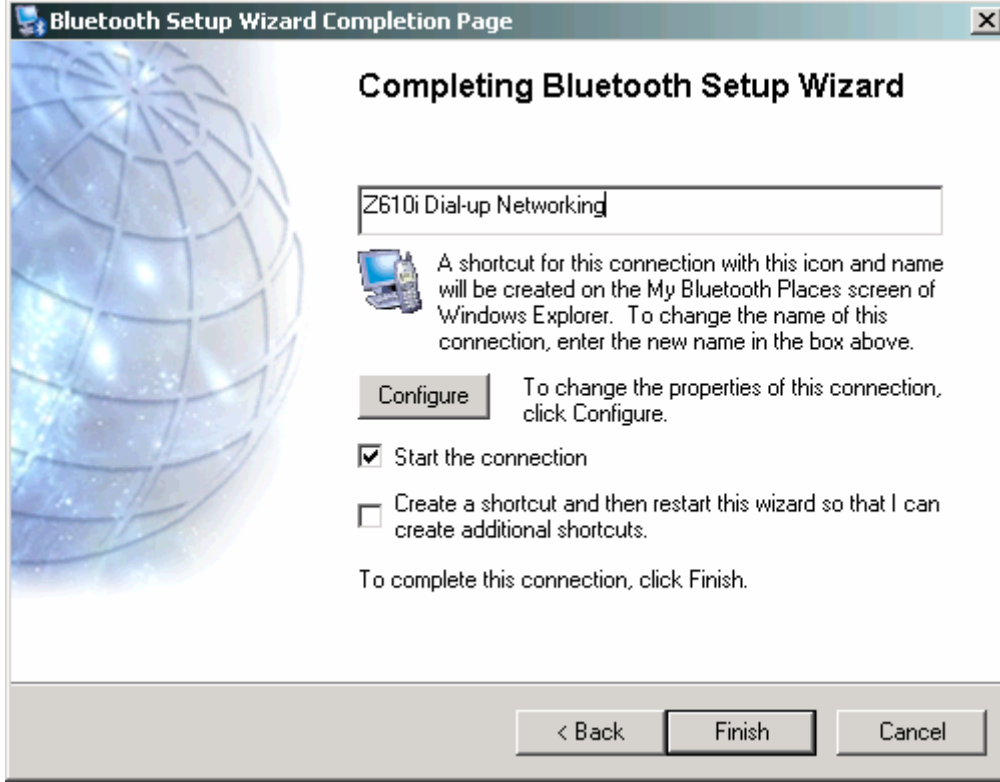 Bluetooth Setup Wizard Completion Page
Completing Bluetooth Setup Wizard
Z610i Dial-up Networking
A shortcut for this connection with this icon and name
will be created on the My Bluetooth Places screen of
Windows Explorer.  To change the name of this
connection, enter the new name in the box above.
Configure
To change the properties of this connection,
click Configure.
Start the connection
Create a shortcut and then restart this wizard so that I can
create additional shortcuts.
To complete this connection, click Finish.
< Back
Finish
Cancel